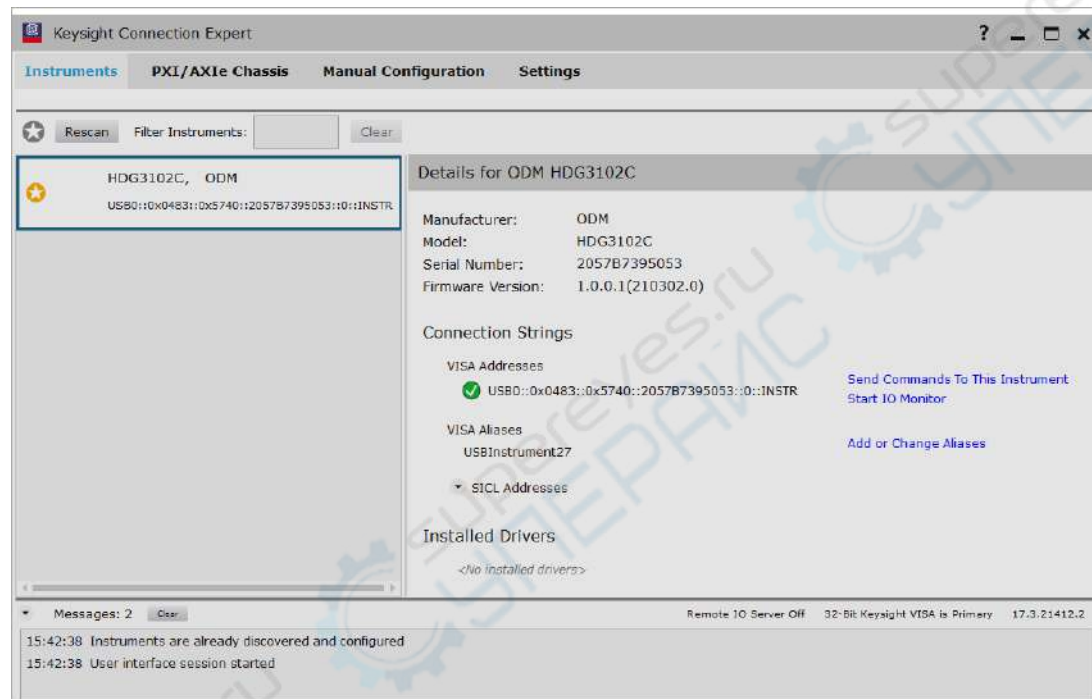 Keysight Connection Expert
?
Instruments PXI/AXIe Chassis Manual Configuration Settings
Rescan Filter Instruments: Clear
HDG3102C, ODM
USB0::0x0483::0x5740::2057B7395053::0::INSTR
Details for ODM HDG3102C
Manufacturer: ODM
Model: HDG3102C
Serial Number: 2057B7395053
Firmware Version: 1.0.0.1(210302.0)
Connection Strings
VISA Addresses
USB0::0x0483::0x5740::2057B7395053::0::INSTR
Send Commands To This Instrument
Start IO Monitor
VISA Aliases
USBInstrument27
Add or Change Aliases
SICL Addresses
Installed Drivers
<No installed drivers>
Messages: 2 Clear Remote IO Server Off 32-Bit Keysight VISA is Primary 17.3.21412.2
15:42:38 Instruments are already discovered and configured
15:42:38 User interface session started
supereyes.ru
УПЕРАЙС